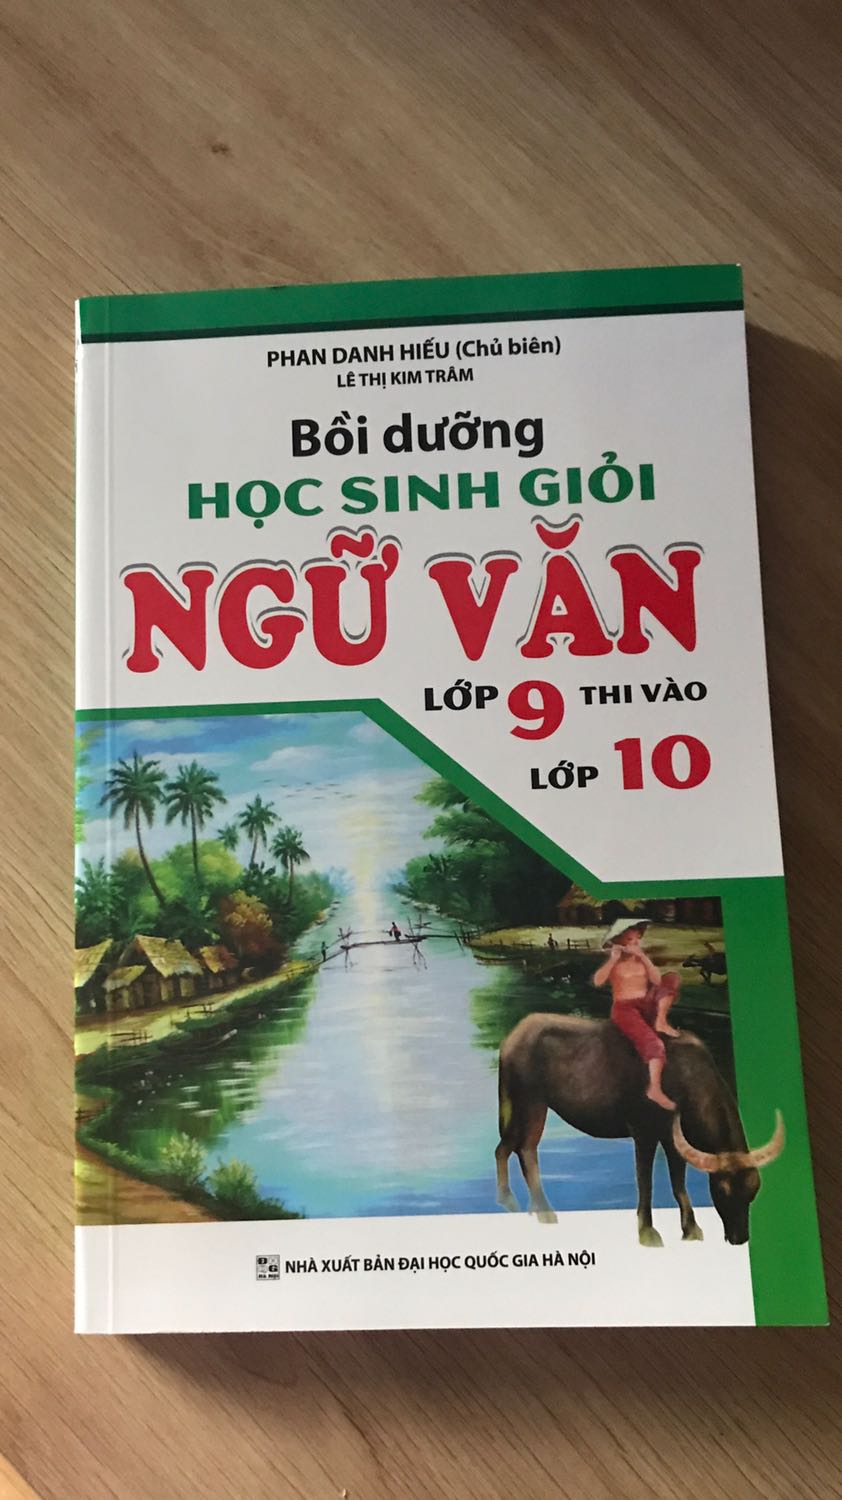 PHAN DANH HIẾU (Chủ biên)
LÊ THỊ KIM TRÂM
Bồi dưỡng
HỌC SINH GIỎI
NGỮ VĂN
LỚP 9 THI VÀO
LỚP 10
NHÀ XUẤT BẢN ĐẠI HỌC QUỐC GIA HÀ NỘI